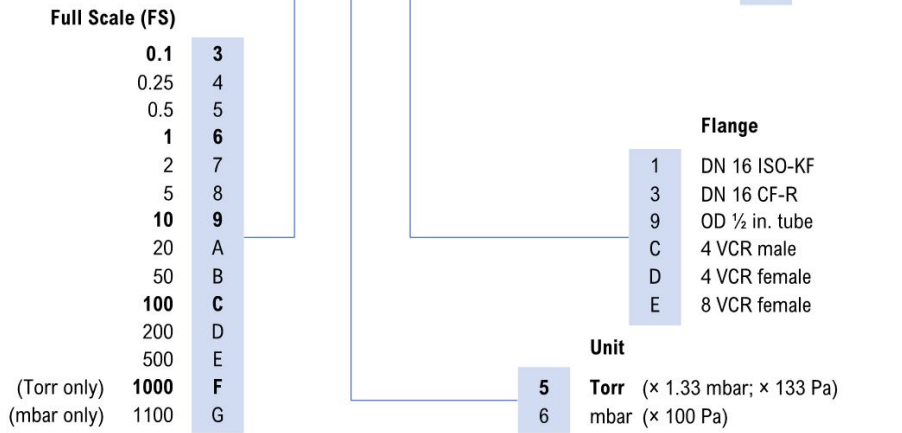 Full Scale (FS)
0.1 3
0.25 4
0.5 5
1 6
2 7
5 8
10 9
20 A
50 B
100 C
200 D
500 E
(Torr only) 1000 F
(mbar only) 1100 G
Flange
1 DN 16 ISO-KF
3 DN 16 CF-R
9 OD ½ in. tube
C 4 VCR male
D 4 VCR female
E 8 VCR female
Unit
5 Torr (× 1.33 mbar; × 133 Pa)
6 mbar (× 100 Pa)